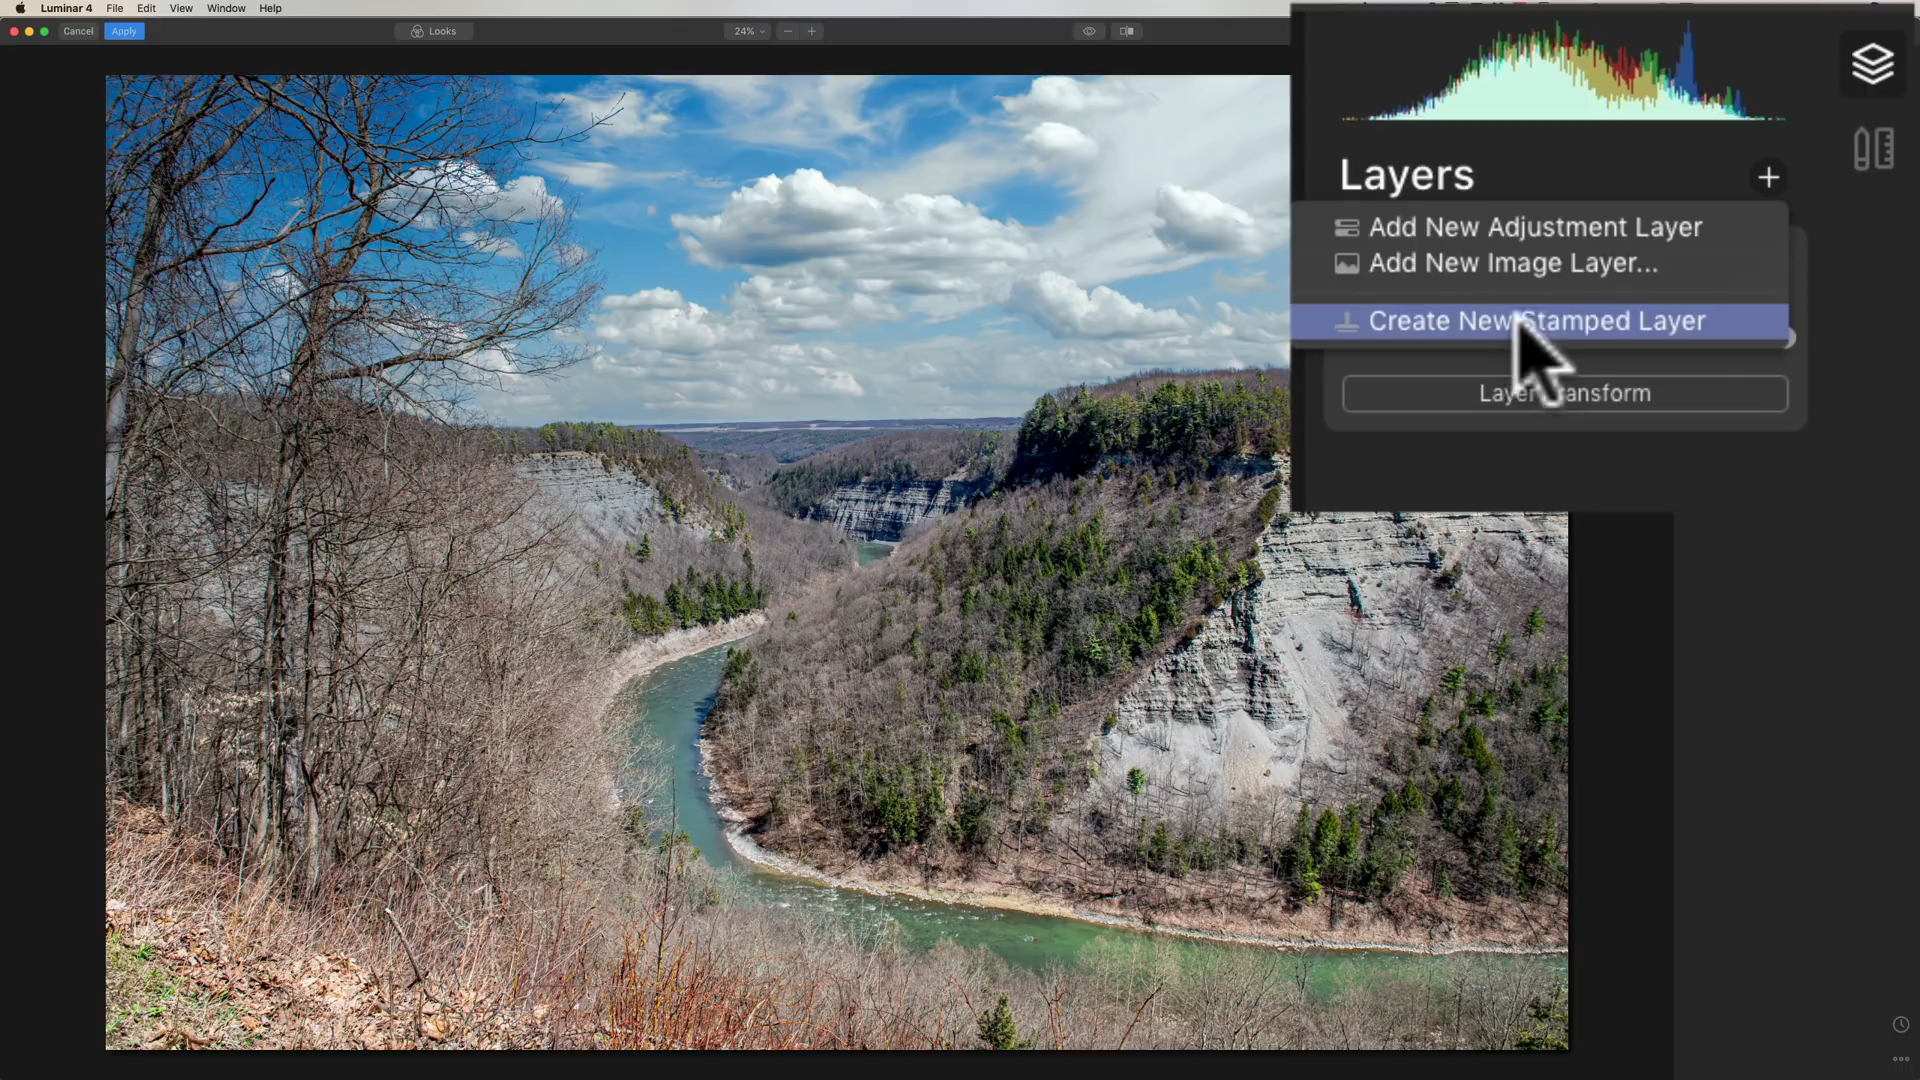 Luminar 4 File Edit View Window Help
Cancel Apply Looks 24%
Layers
Add New Adjustment Layer
Add New Image Layer...
Create New Stamped Layer